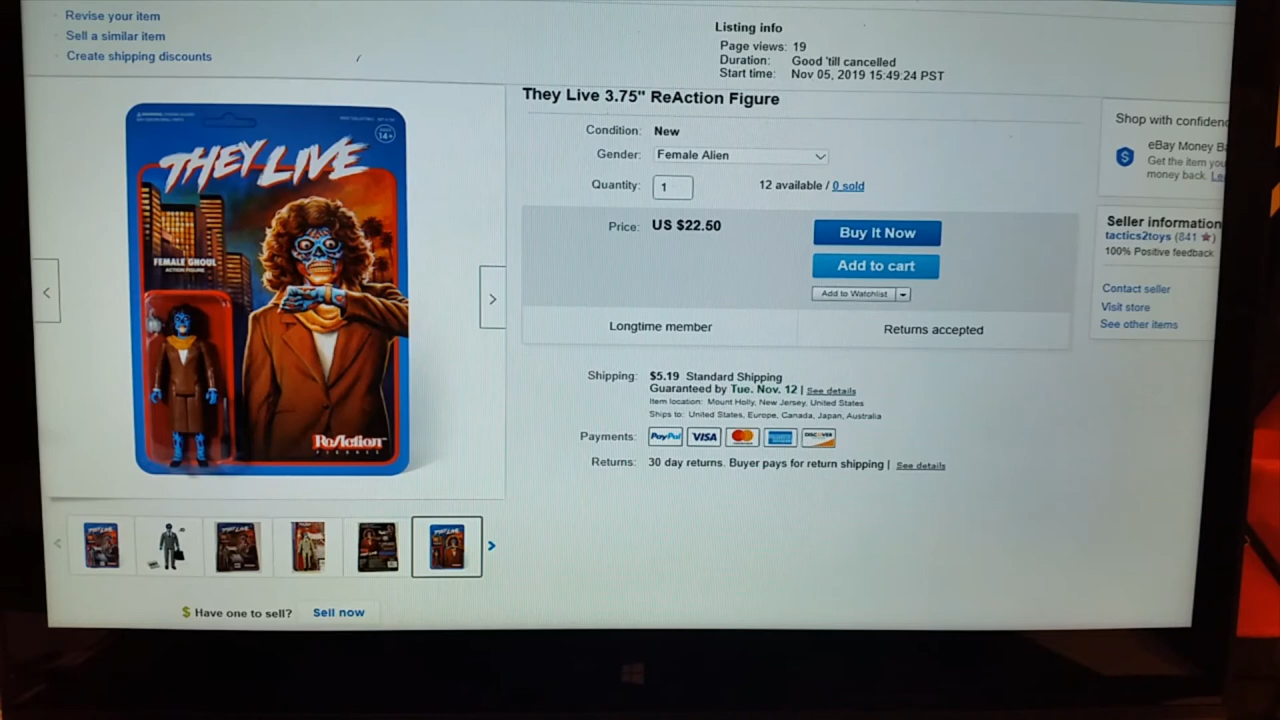 Revise your item
Sell a similar item
Create shipping discounts
Listing info
Page views: 19
Duration: Good 'till cancelled
Start time: Nov 05, 2019 15:49:24 PST
They Live 3.75" ReAction Figure
Condition: New
Gender: Female Alien
Quantity: 1
12 available / 0 sold
Price: US $22.50
Buy It Now
Add to cart
Add to Watchlist
Longtime member
Returns accepted
Shipping: $5.19 Standard Shipping
Guaranteed by Tue. Nov. 12 | See details
Item location: Mount Holly, New Jersey, United States
Ships to: United States, Europe, Canada, Japan, Australia
Payments: PayPal VISA DISCOVER
Returns: 30 day returns. Buyer pays for return shipping | See details
Shop with confidenc
eBay Money B
Get the item you
money back. Le
Seller information
tactics2toys (841)
100% Positive feedback
Contact seller
Visit store
See other items
14+
THEY LIVE
FEMALE GHOUL
ACTION FIGURE
ReAction
FIGURES
$ Have one to sell? Sell now